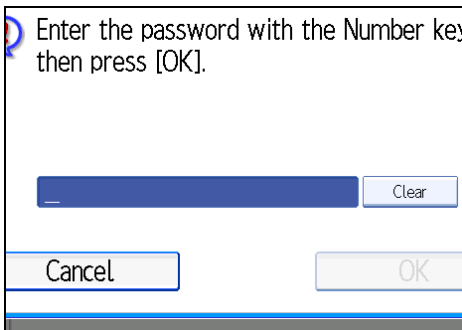 Enter the password with the Number key
then press [OK].
_
Clear
Cancel
OK